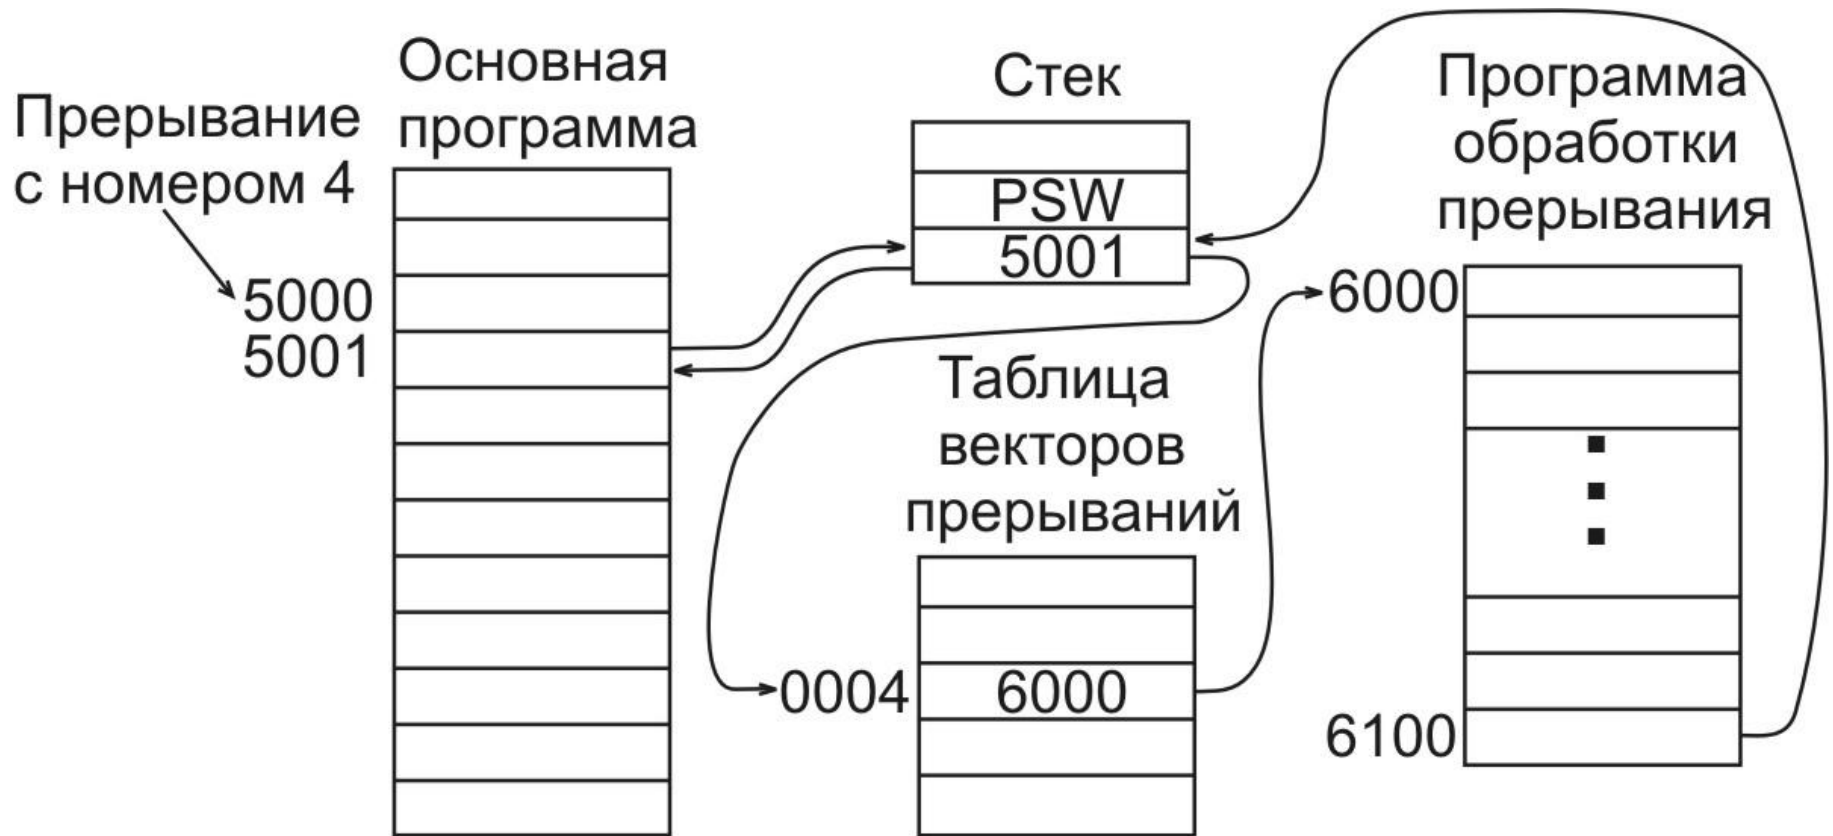 Прерывание
с номером 4
Основная
программа
5000
5001
Стек
PSW
5001
Таблица
векторов
прерываний
0004
6000
Программа
обработки
прерывания
6000
6100